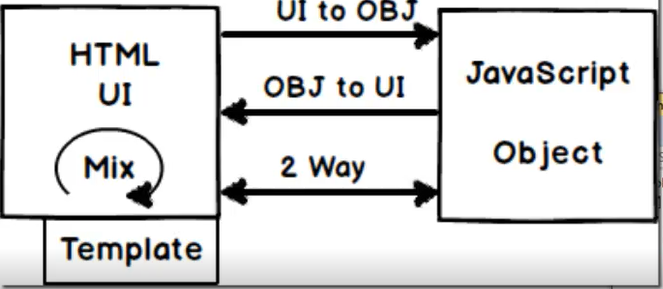 UI to OBJ
HTML
UI
OBJ to UI
JavaScript
Object
Mix
2 Way
Template